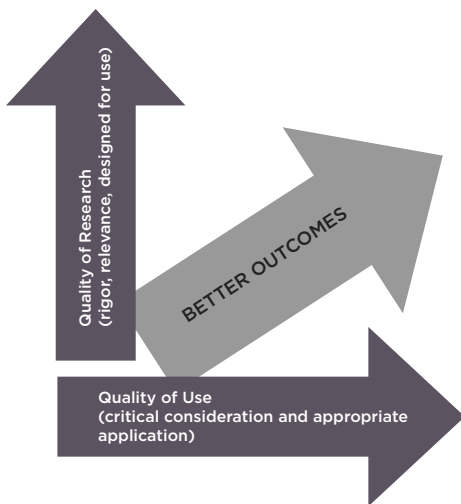 Quality of Research
(rigor, relevance, designed for use)
BETTER OUTCOMES
Quality of Use
(critical consideration and appropriate
application)